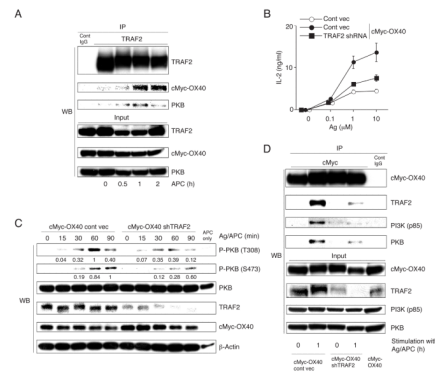 A
IP
Cont IgG
TRAF2
TRAF2
cMyc-OX40
PKB
WB
Input
TRAF2
cMyc-OX40
PKB
0 0.5 1 2 APC (h)
B
Cont vec
Cont vec
TRAF2 shRNA
cMyc-OX40
IL-2 (ng/ml)
20
10
0
0 0.1 1 10
Ag (μM)
C
cMyc-OX40 cont vec
cMyc-OX40 shTRAF2
0 15 30 60 90 0 15 30 60 90 Ag/APC (min)
APC only
P-PKB (T308)
0.04 0.32 1 0.40 0.07 0.35 0.39 0.12
P-PKB (S473)
0.19 0.84 1 0.12 0.28 0.60
PKB
WB
TRAF2
cMyc-OX40
β-Actin
D
IP
cMyc
Cont IgG
cMyc-OX40
TRAF2
PI3K (p85)
PKB
WB
Input
cMyc-OX40
TRAF2
PI3K (p85)
PKB
0 1 0 1
Stimulation with Ag/APC (h)
cMyc-OX40 cont vec
cMyc-OX40 shTRAF2
cMyc-OX40